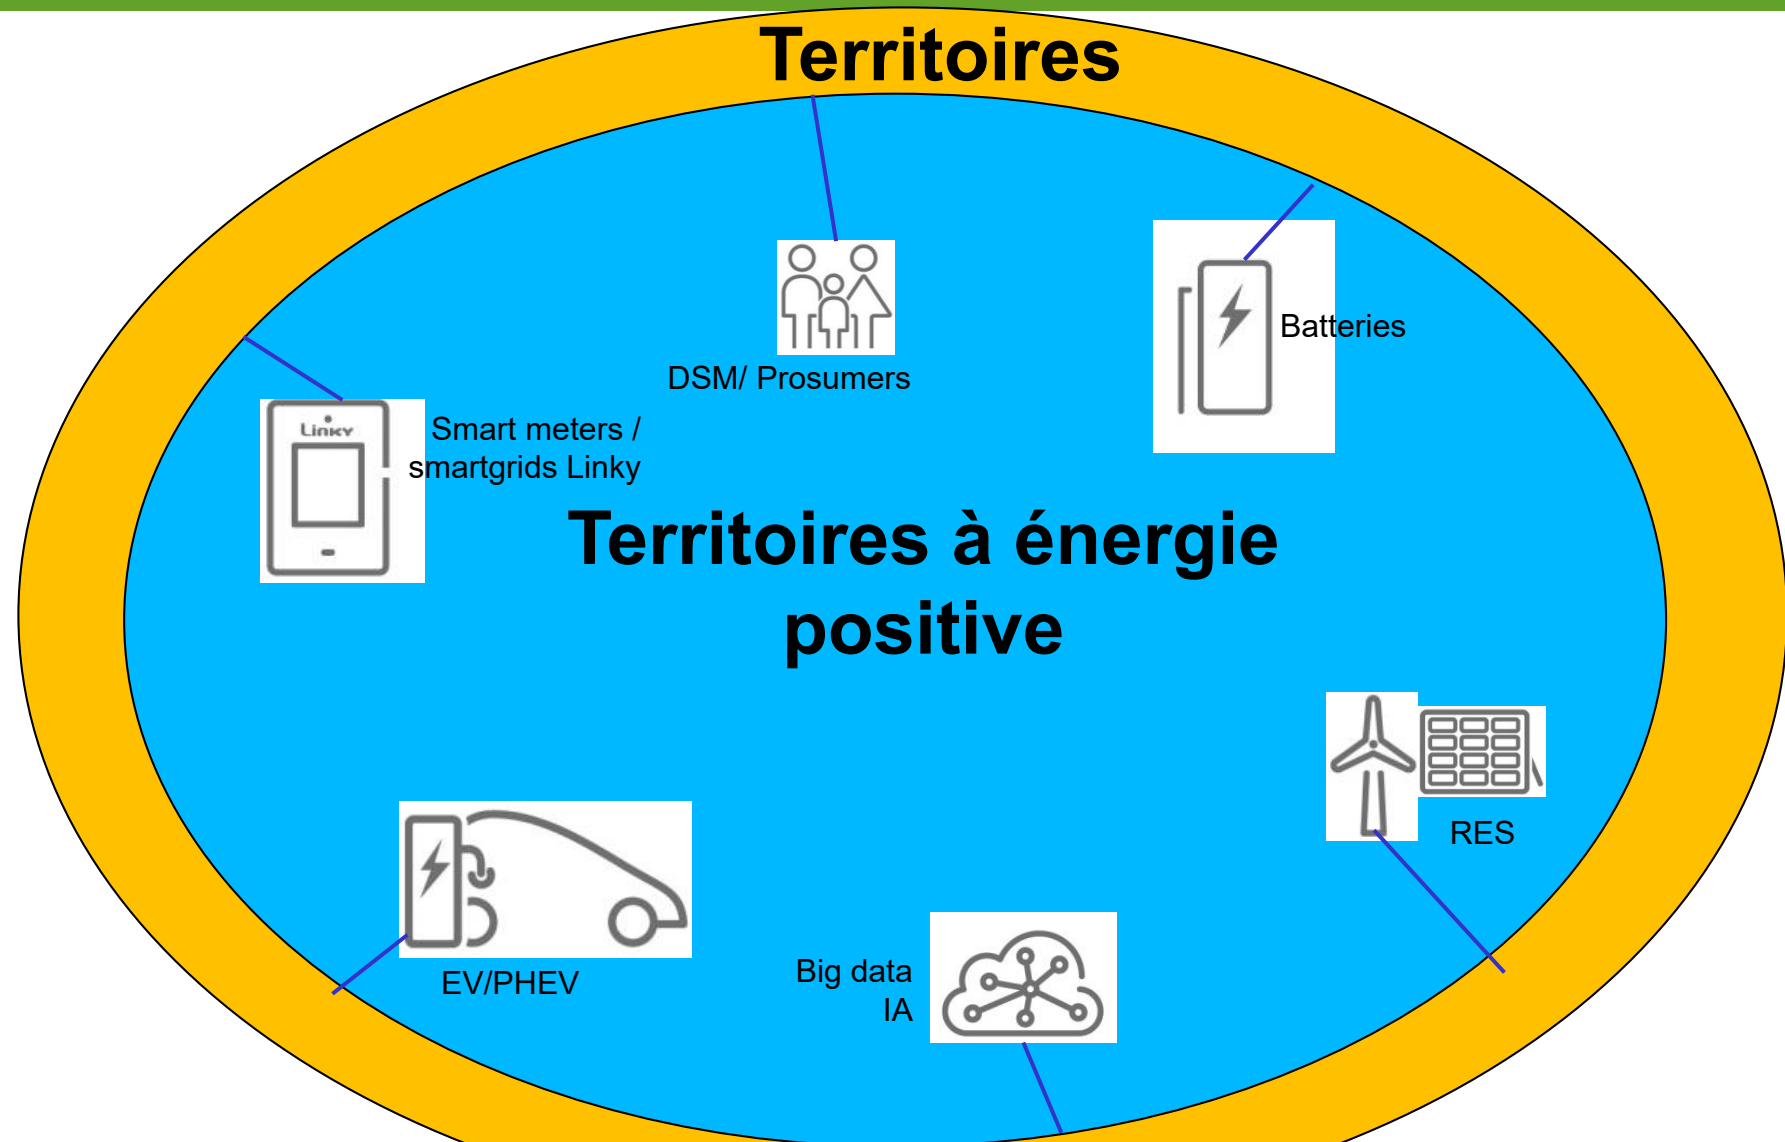 Territoires
DSM/ Prosumers
Batteries
Linky
Smart meters /
smartgrids Linky
Territoires à énergie
positive
RES
EV/PHEV
Big data
IA